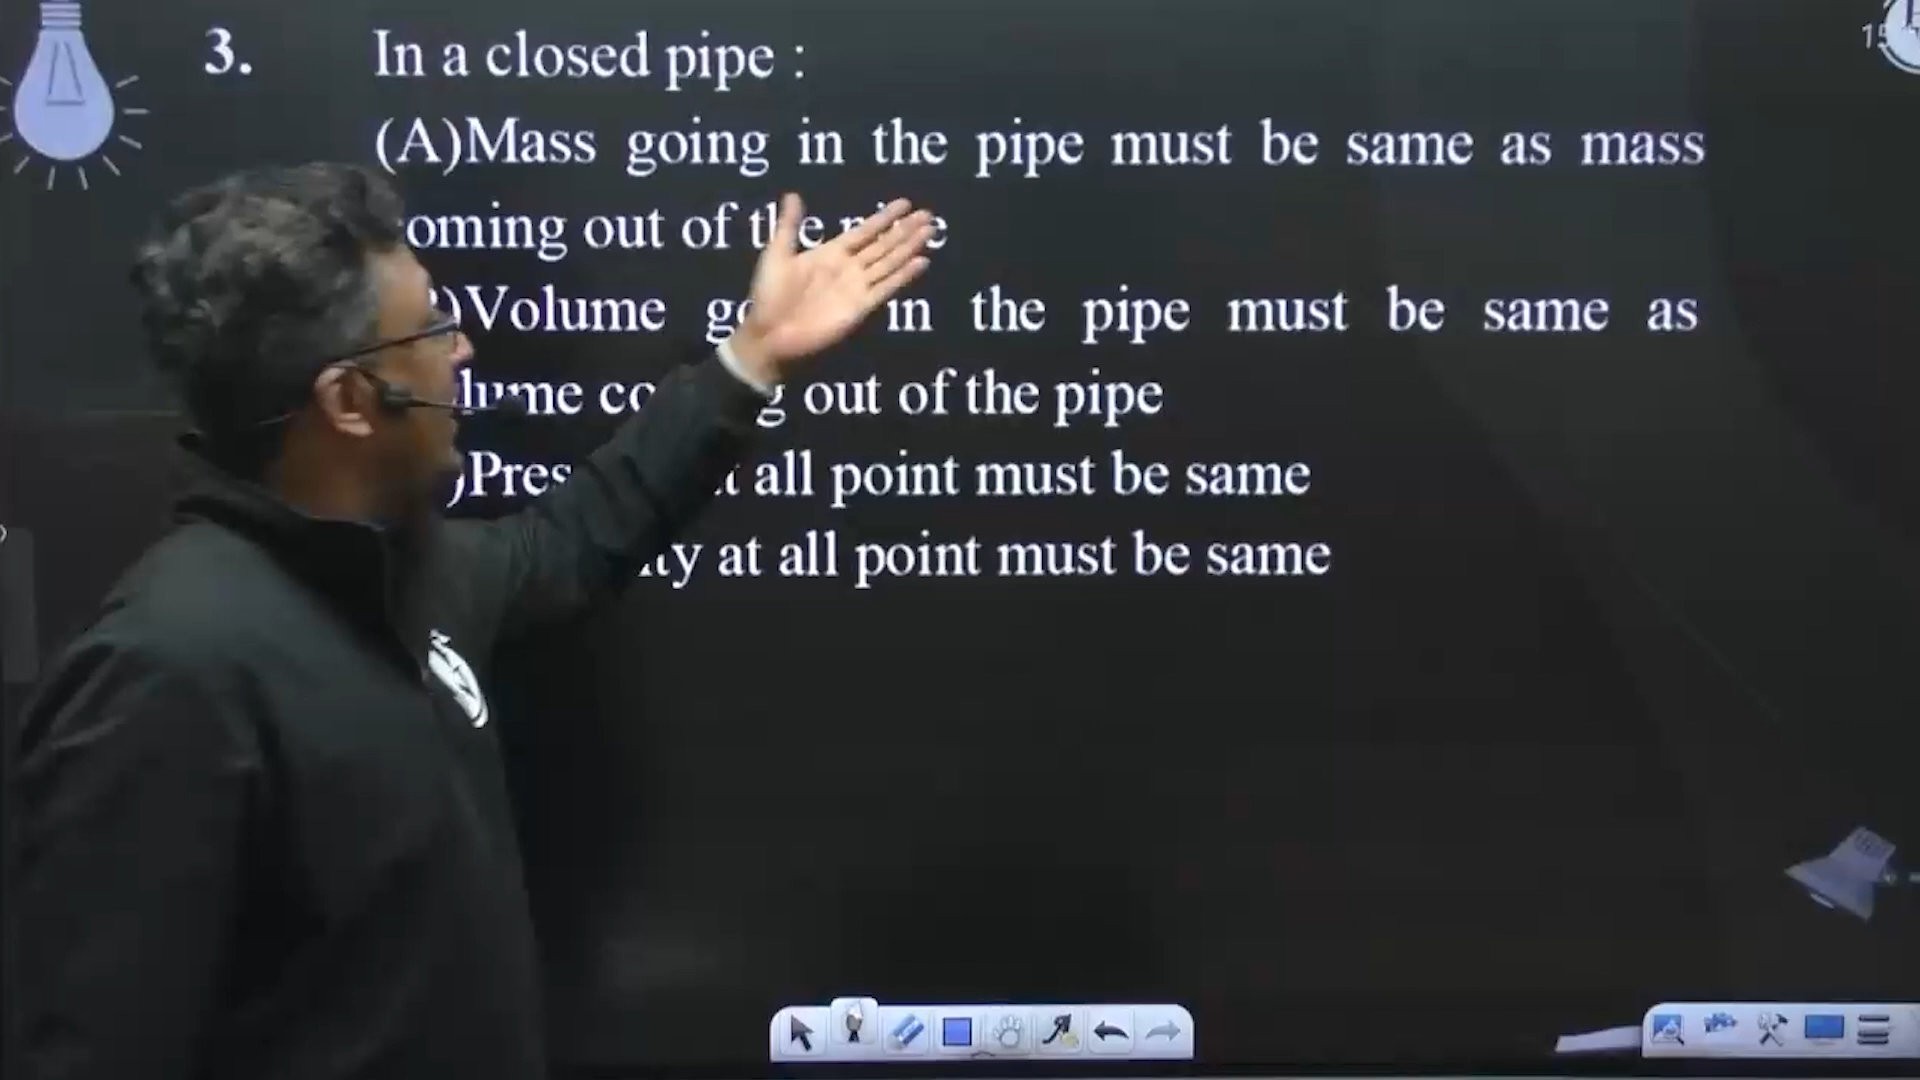 3. In a closed pipe :
(A)Mass going in the pipe must be same as mass
oming out of the
)Volume in the pipe must be same as
out of the pipe
all point must be same
at all point must be same